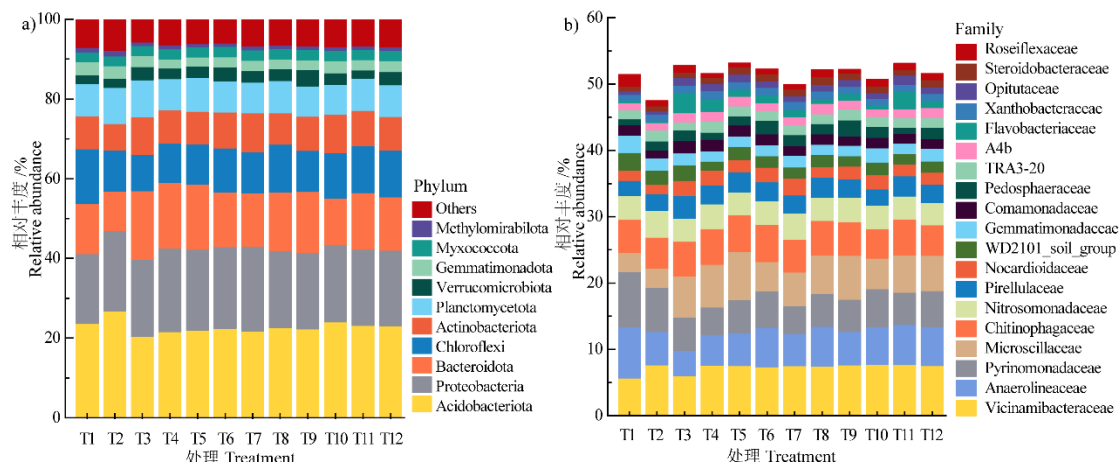 a)
100
80
60
40
20
0
相对丰度 /%
Relative abundance
T1 T2 T3 T4 T5 T6 T7 T8 T9 T10 T11 T12
处理 Treatment
Phylum
Others
Methylomirabilota
Myxococcota
Gemmatimonadota
Verrucomicrobiota
Planctomycetota
Actinobacteriota
Chloroflexi
Bacteroidota
Proteobacteria
Acidobacteriota
b)
60
50
40
30
20
10
0
相对丰度 /%
Relative abundance
T1 T2 T3 T4 T5 T6 T7 T8 T9 T10 T11 T12
处理 Treatment
Family
Roseiflexaceae
Steroidobacteraceae
Opitutaceae
Xanthobacteraceae
Flavobacteriaceae
A4b
TRA3-20
Pedosphaeraceae
Comamonadaceae
Gemmatimonadaceae
WD2101_soil_group
Nocardioidaceae
Pirellulaceae
Nitrosomonadaceae
Chitinophagaceae
Microscillaceae
Pyrinomonadaceae
Anaerolineaceae
Vicinamibacteraceae